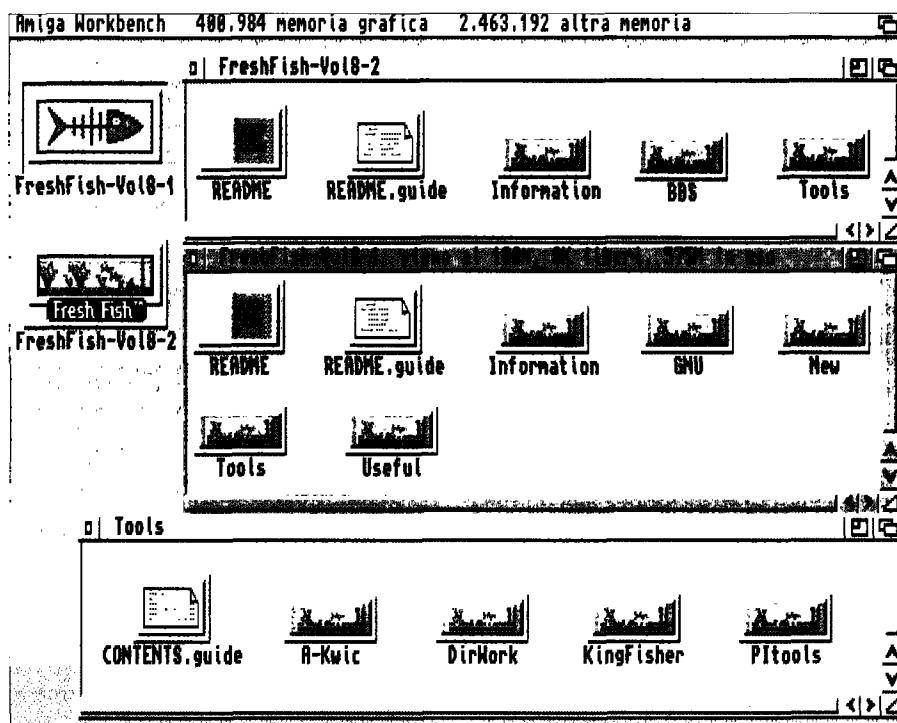 Amiga Workbench 400.984 memoria grafica 2.463.192 altra memoria
FreshFish-Vol8-2
FreshFish-Vol8-1
README README.guide Information BBS Tools
Fresh Fish™
FreshFish-Vol8-2
README README.guide Information GNU New
Tools Useful
Tools
CONTENTS.guide A-Kwic DirWork KingFisher PItools